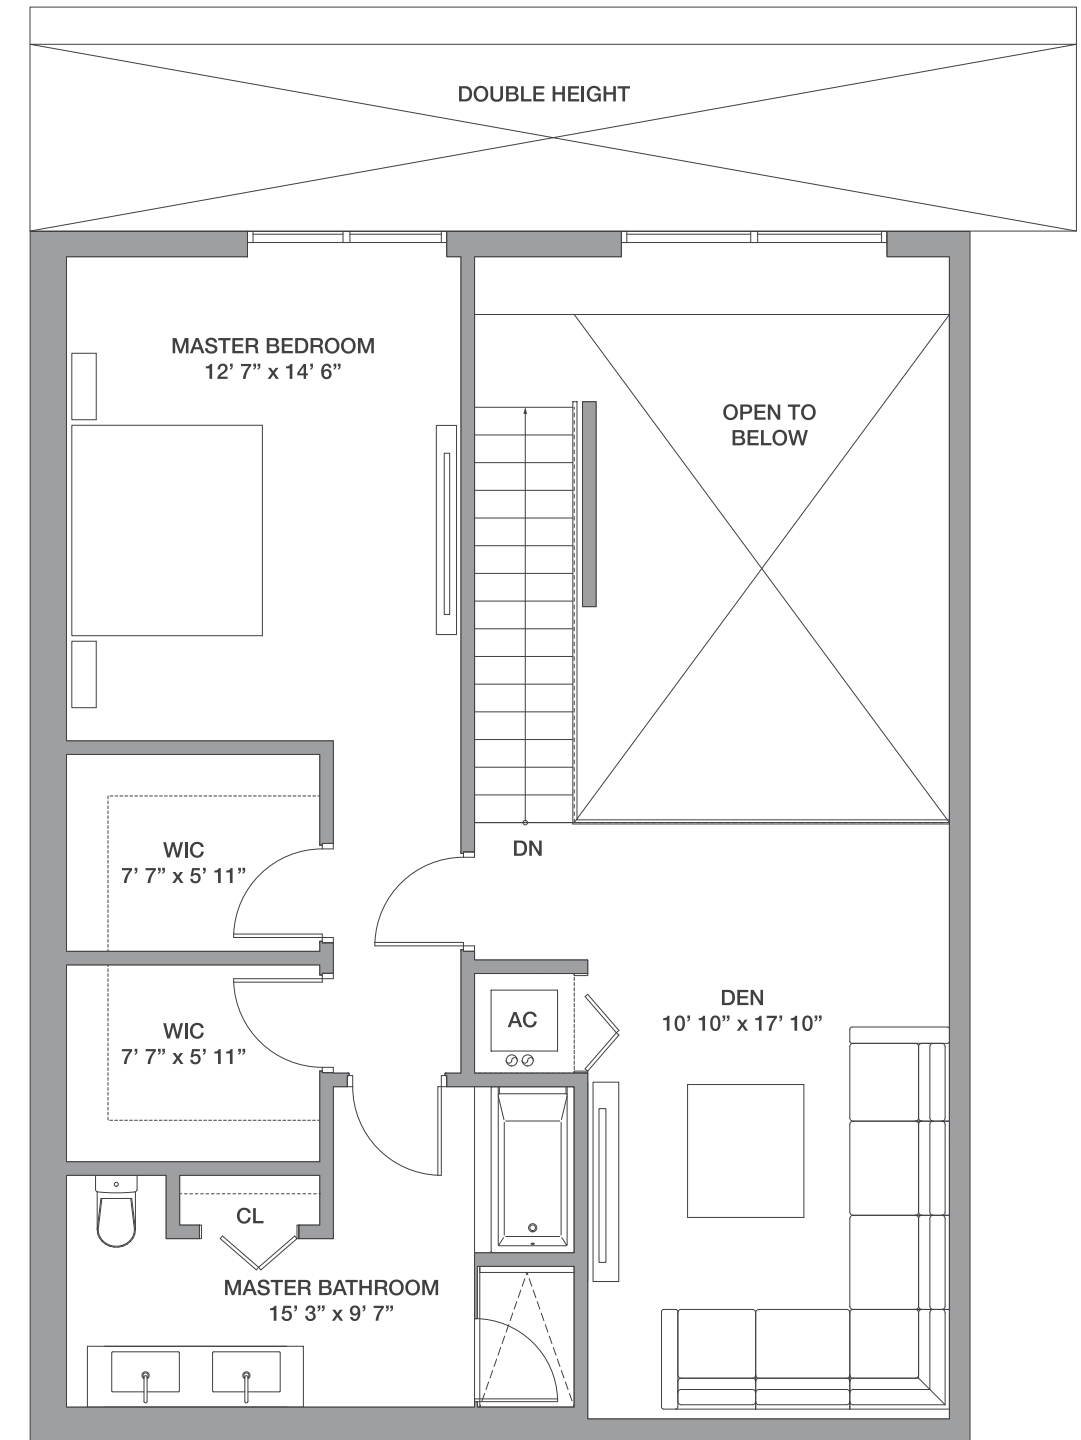 DOUBLE HEIGHT
MASTER BEDROOM
12’ 7” x 14’ 6”
OPEN TO
BELOW
DN
WIC
7’ 7” x 5’ 11”
WIC
7’ 7” x 5’ 11”
AC
DEN
10’ 10” x 17’ 10”
CL
MASTER BATHROOM
15’ 3” x 9’ 7”